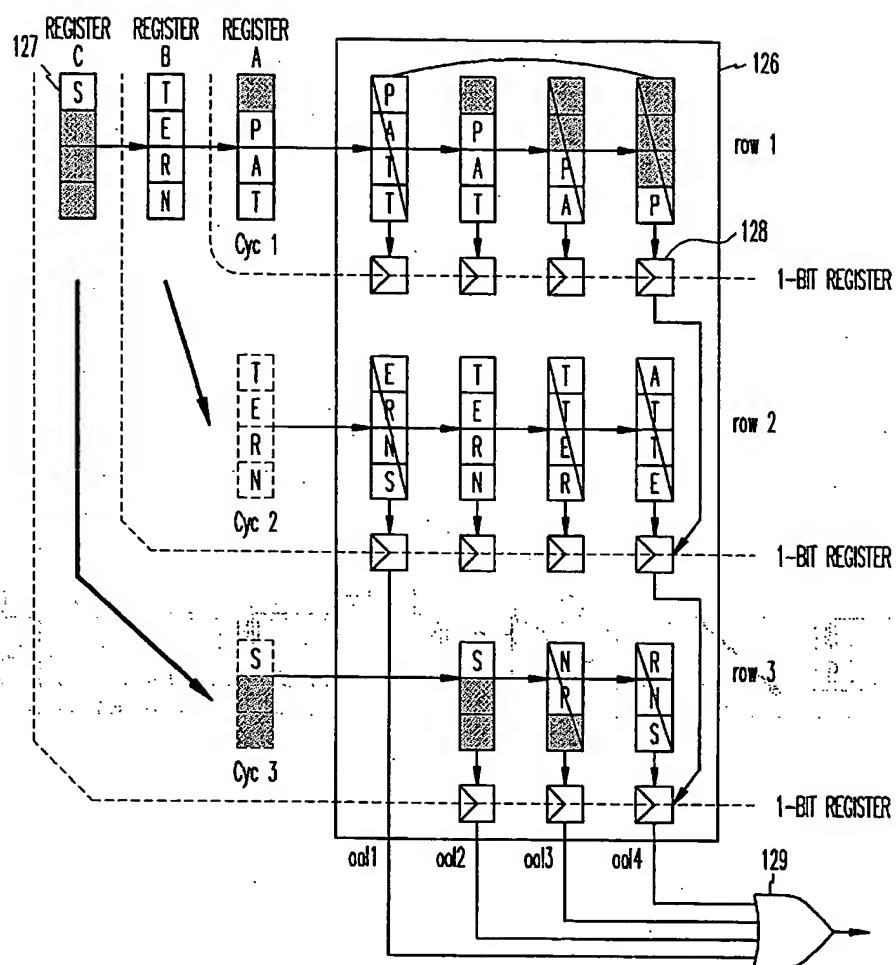 REGISTER REGISTER REGISTER
C B A
127
126
S T P P
E P A P
R A T A P
N T T T A P
Cyc 1
row 1
128
1-BIT REGISTER
T E T T A
E R E T T
R N R E T
N S N R E
Cyc 2
row 2
1-BIT REGISTER
S S N R
R N
S
Cyc 3
row 3
1-BIT REGISTER
col1 col2 col3 col4
129